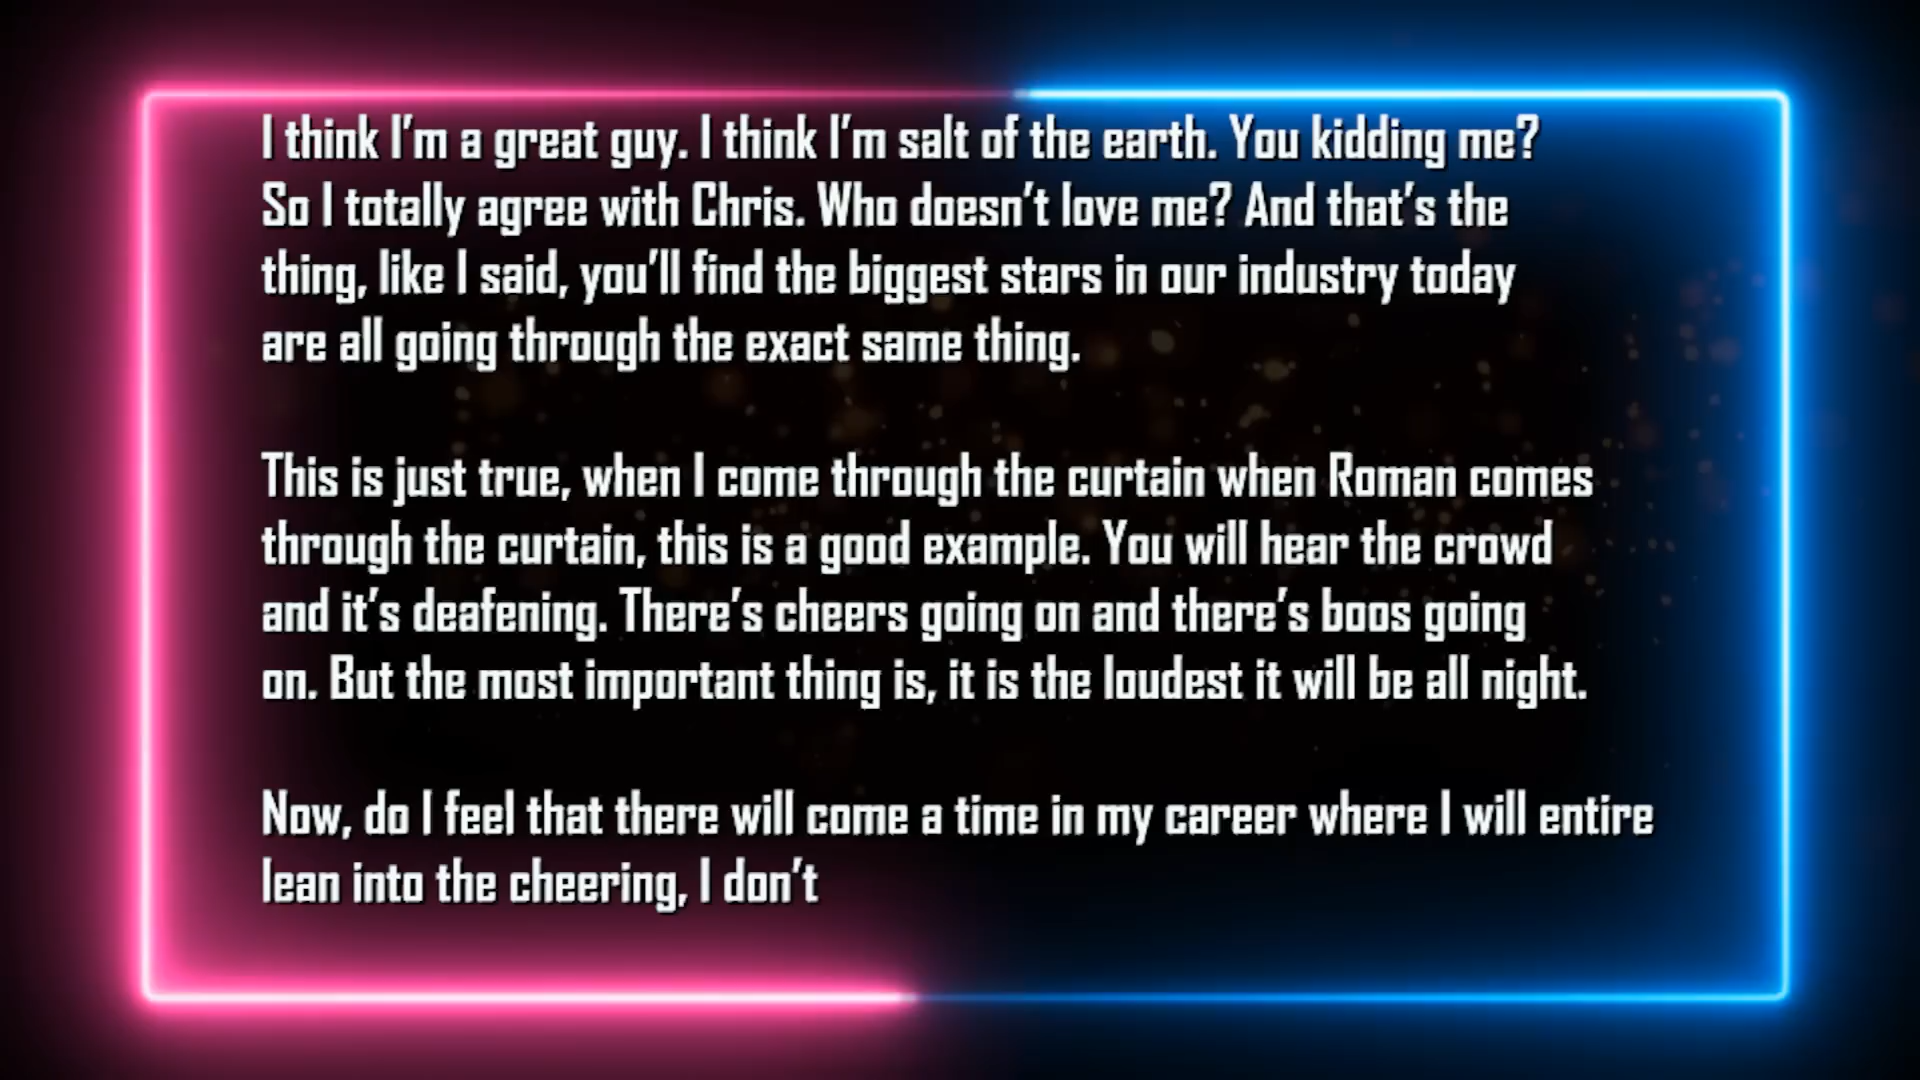 I think I'm a great guy. I think I'm salt of the earth. You kidding me?
So I totally agree with Chris. Who doesn't love me? And that's the
thing, like I said, you'll find the biggest stars in our industry today
are all going through the exact same thing.
This is just true, when I come through the curtain when Roman comes
through the curtain, this is a good example. You will hear the crowd
and it's deafening. There's cheers going on and there's boos going
on. But the most important thing is, it is the loudest it will be all night.
Now, do I feel that there will come a time in my career where I will entire
lean into the cheering, I don't